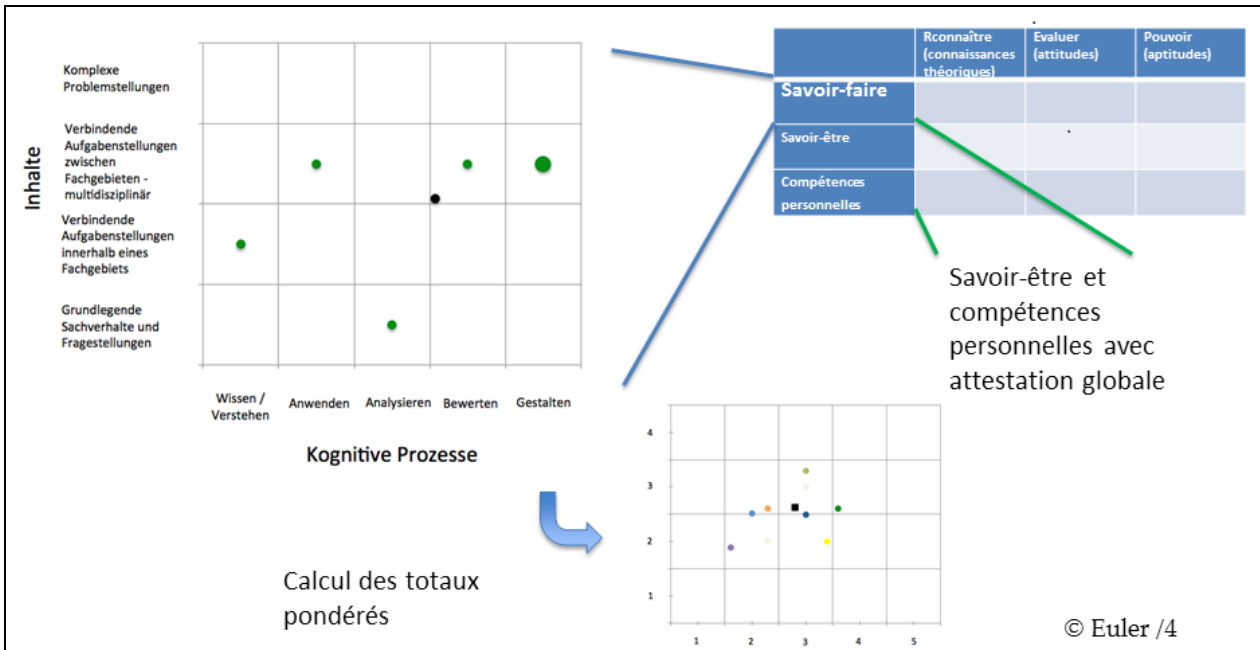 Inhalte
Komplexe
Problemstellungen
Verbindende
Aufgabenstellungen
zwischen
Fachgebieten -
multidisziplinär
Verbindende
Aufgabenstellungen
innerhalb eines
Fachgebiets
Grundlegende
Sachverhalte und
Fragestellungen
Wissen /
Verstehen
Anwenden
Analysieren
Bewerten
Gestalten
Kognitive Prozesse
Rconnaître
(connaissances
théoriques)
Evaluer
(attitudes)
Pouvoir
(aptitudes)
Savoir-faire
Savoir-être
Compétences
personnelles
Savoir-être et
compétences
personnelles avec
attestation globale
4
3
2
1
1 2 3 4 5
Calcul des totaux
pondérés
© Euler /4